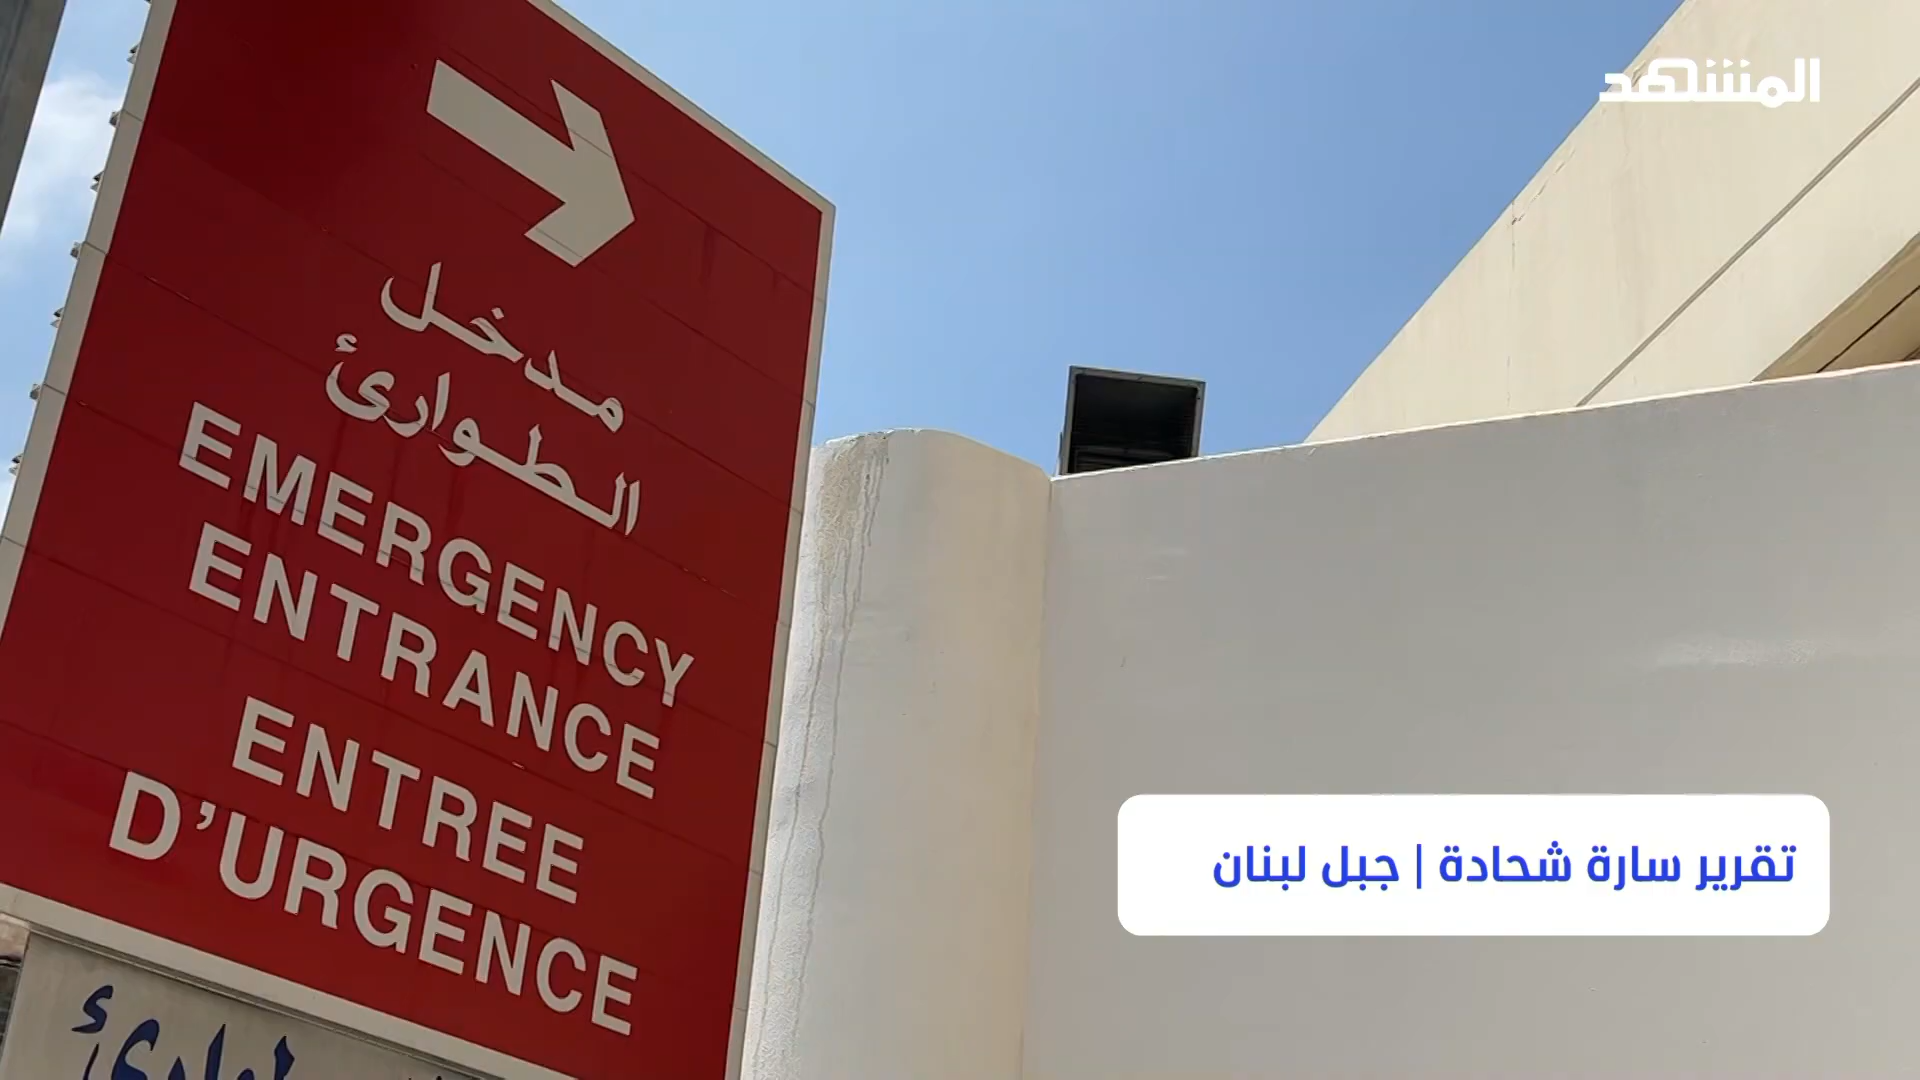 المشهد
مدخل
الطوارئ
EMERGENCY
ENTRANCE
ENTREE
D'URGENCE
تقرير سارة شحادة | جبل لبنان